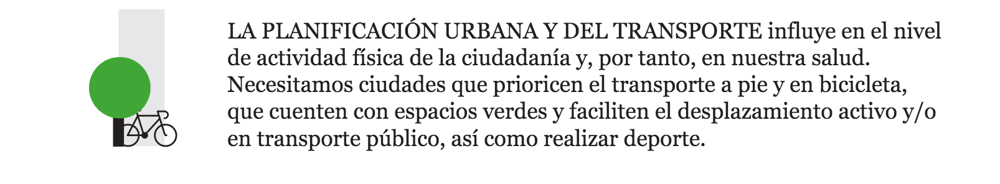 LA PLANIFICACIÓN URBANA Y DEL TRANSPORTE influye en el nivel
de actividad física de la ciudadanía y, por tanto, en nuestra salud.
Necesitamos ciudades que prioricen el transporte a pie y en bicicleta,
que cuenten con espacios verdes y faciliten el desplazamiento activo y/o
en transporte público, así como realizar deporte.